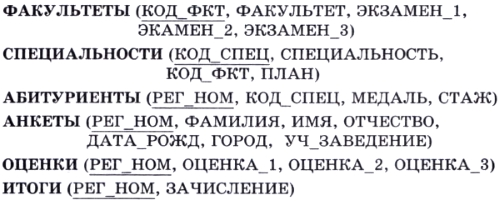 ФАКУЛЬТЕТЫ (КОД_ФКТ, ФАКУЛЬТЕТ, ЭКЗАМЕН_1,
ЭКАМЕН_2, ЭКЗАМЕН_3)
СПЕЦИАЛЬНОСТИ (КОД_СПЕЦ, СПЕЦИАЛЬНОСТЬ,
КОД_ФКТ, ПЛАН)
АБИТУРИЕНТЫ (РЕГ_НОМ, КОД_СПЕЦ, МЕДАЛЬ, СТАЖ)
АНКЕТЫ (РЕГ_НОМ, ФАМИЛИЯ, ИМЯ, ОТЧЕСТВО,
ДАТА_РОЖД, ГОРОД, УЧ_ЗАВЕДЕНИЕ)
ОЦЕНКИ (РЕГ_НОМ, ОЦЕНКА_1, ОЦЕНКА_2, ОЦЕНКА_3)
ИТОГИ (РЕГ_НОМ, ЗАЧИСЛЕНИЕ)